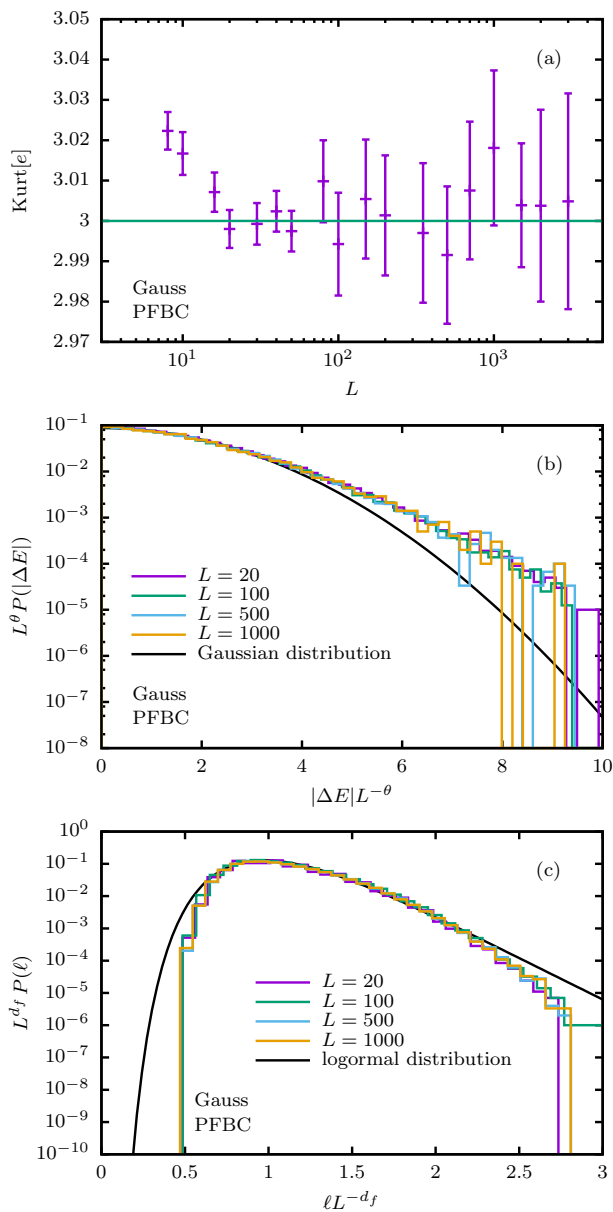 3.05
3.04
3.03
3.02
3.01
3
2.99
2.98
2.97
Kurt[e]
(a)
Gauss
PFBC
10¹ 10² 10³
L
10⁻¹
10⁻²
10⁻³
10⁻⁴
10⁻⁵
10⁻⁶
10⁻⁷
10⁻⁸
L^θ P(|ΔE|)
(b)
L = 20
L = 100
L = 500
L = 1000
Gaussian distribution
Gauss
PFBC
0 2 4 6 8 10
|ΔE|L^−θ
10⁰
10⁻¹
10⁻²
10⁻³
10⁻⁴
10⁻⁵
10⁻⁶
10⁻⁷
10⁻⁸
10⁻⁹
10⁻¹⁰
L^{d_f} P(ℓ)
(c)
L = 20
L = 100
L = 500
L = 1000
logormal distribution
Gauss
PFBC
0 0.5 1 1.5 2 2.5 3
ℓL^{−d_f}